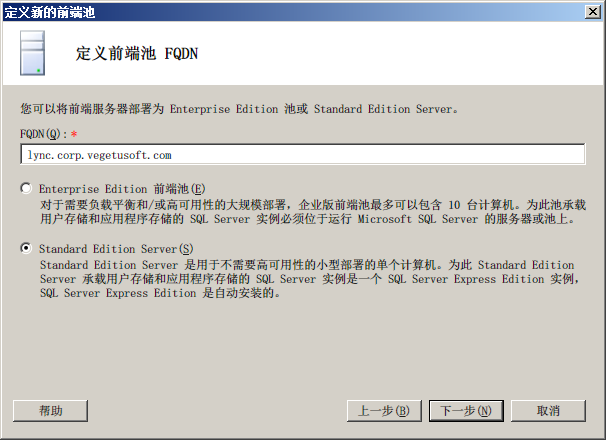 定义新的前端池
定义前端池 FQDN
您可以将前端服务器部署为 Enterprise Edition 池或 Standard Edition Server。
FQDN(Q): *
lync.corp.vegetusoft.com
Enterprise Edition 前端池(E)
对于需要负载平衡和/或高可用性的大规模部署，企业版前端池最多可以包含 10 台计算机。为此池承载
用户存储和应用程序存储的 SQL Server 实例必须位于运行 Microsoft SQL Server 的服务器或池上。
Standard Edition Server(S)
Standard Edition Server 是用于不需要高可用性的小型部署的单个计算机。为此 Standard Edition
Server 承载用户存储和应用程序存储的 SQL Server 实例是一个 SQL Server Express Edition 实例，
SQL Server Express Edition 是自动安装的。
帮助
上一步(B)
下一步(N)
取消